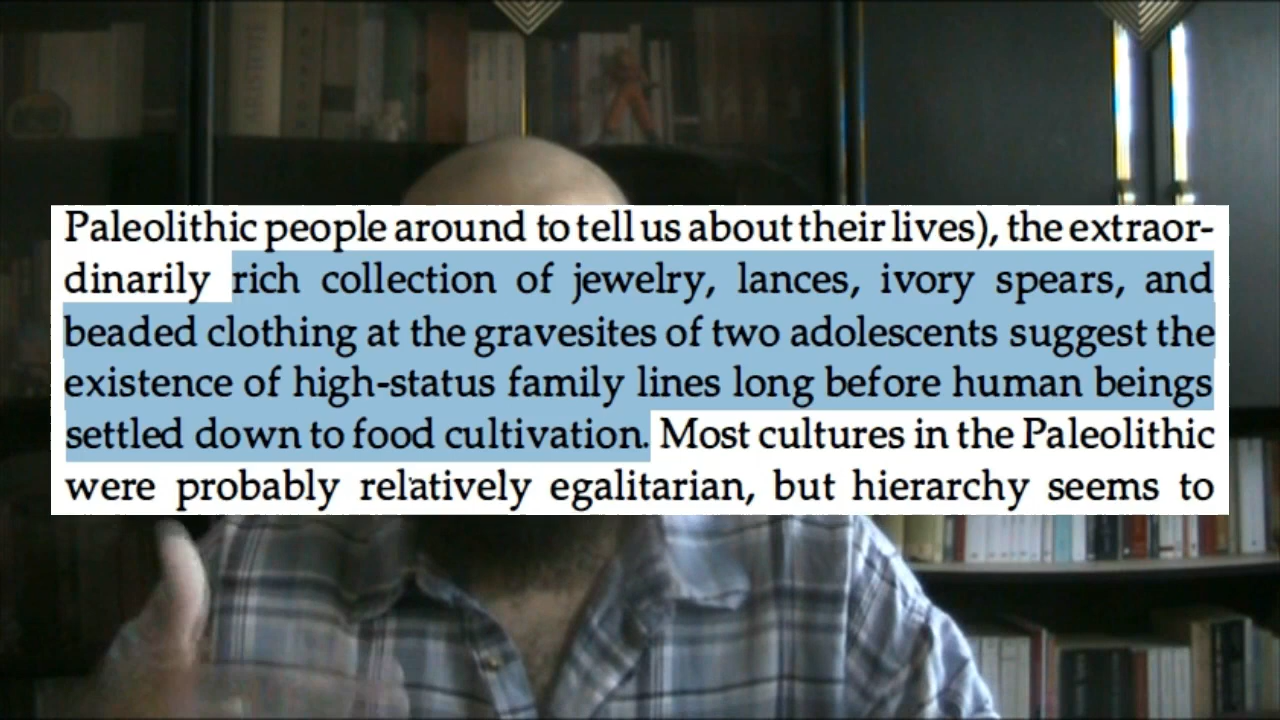 Paleolithic people around to tell us about their lives), the extraor-
dinarily rich collection of jewelry, lances, ivory spears, and
beaded clothing at the gravesites of two adolescents suggest the
existence of high-status family lines long before human beings
settled down to food cultivation. Most cultures in the Paleolithic
were probably relatively egalitarian, but hierarchy seems to